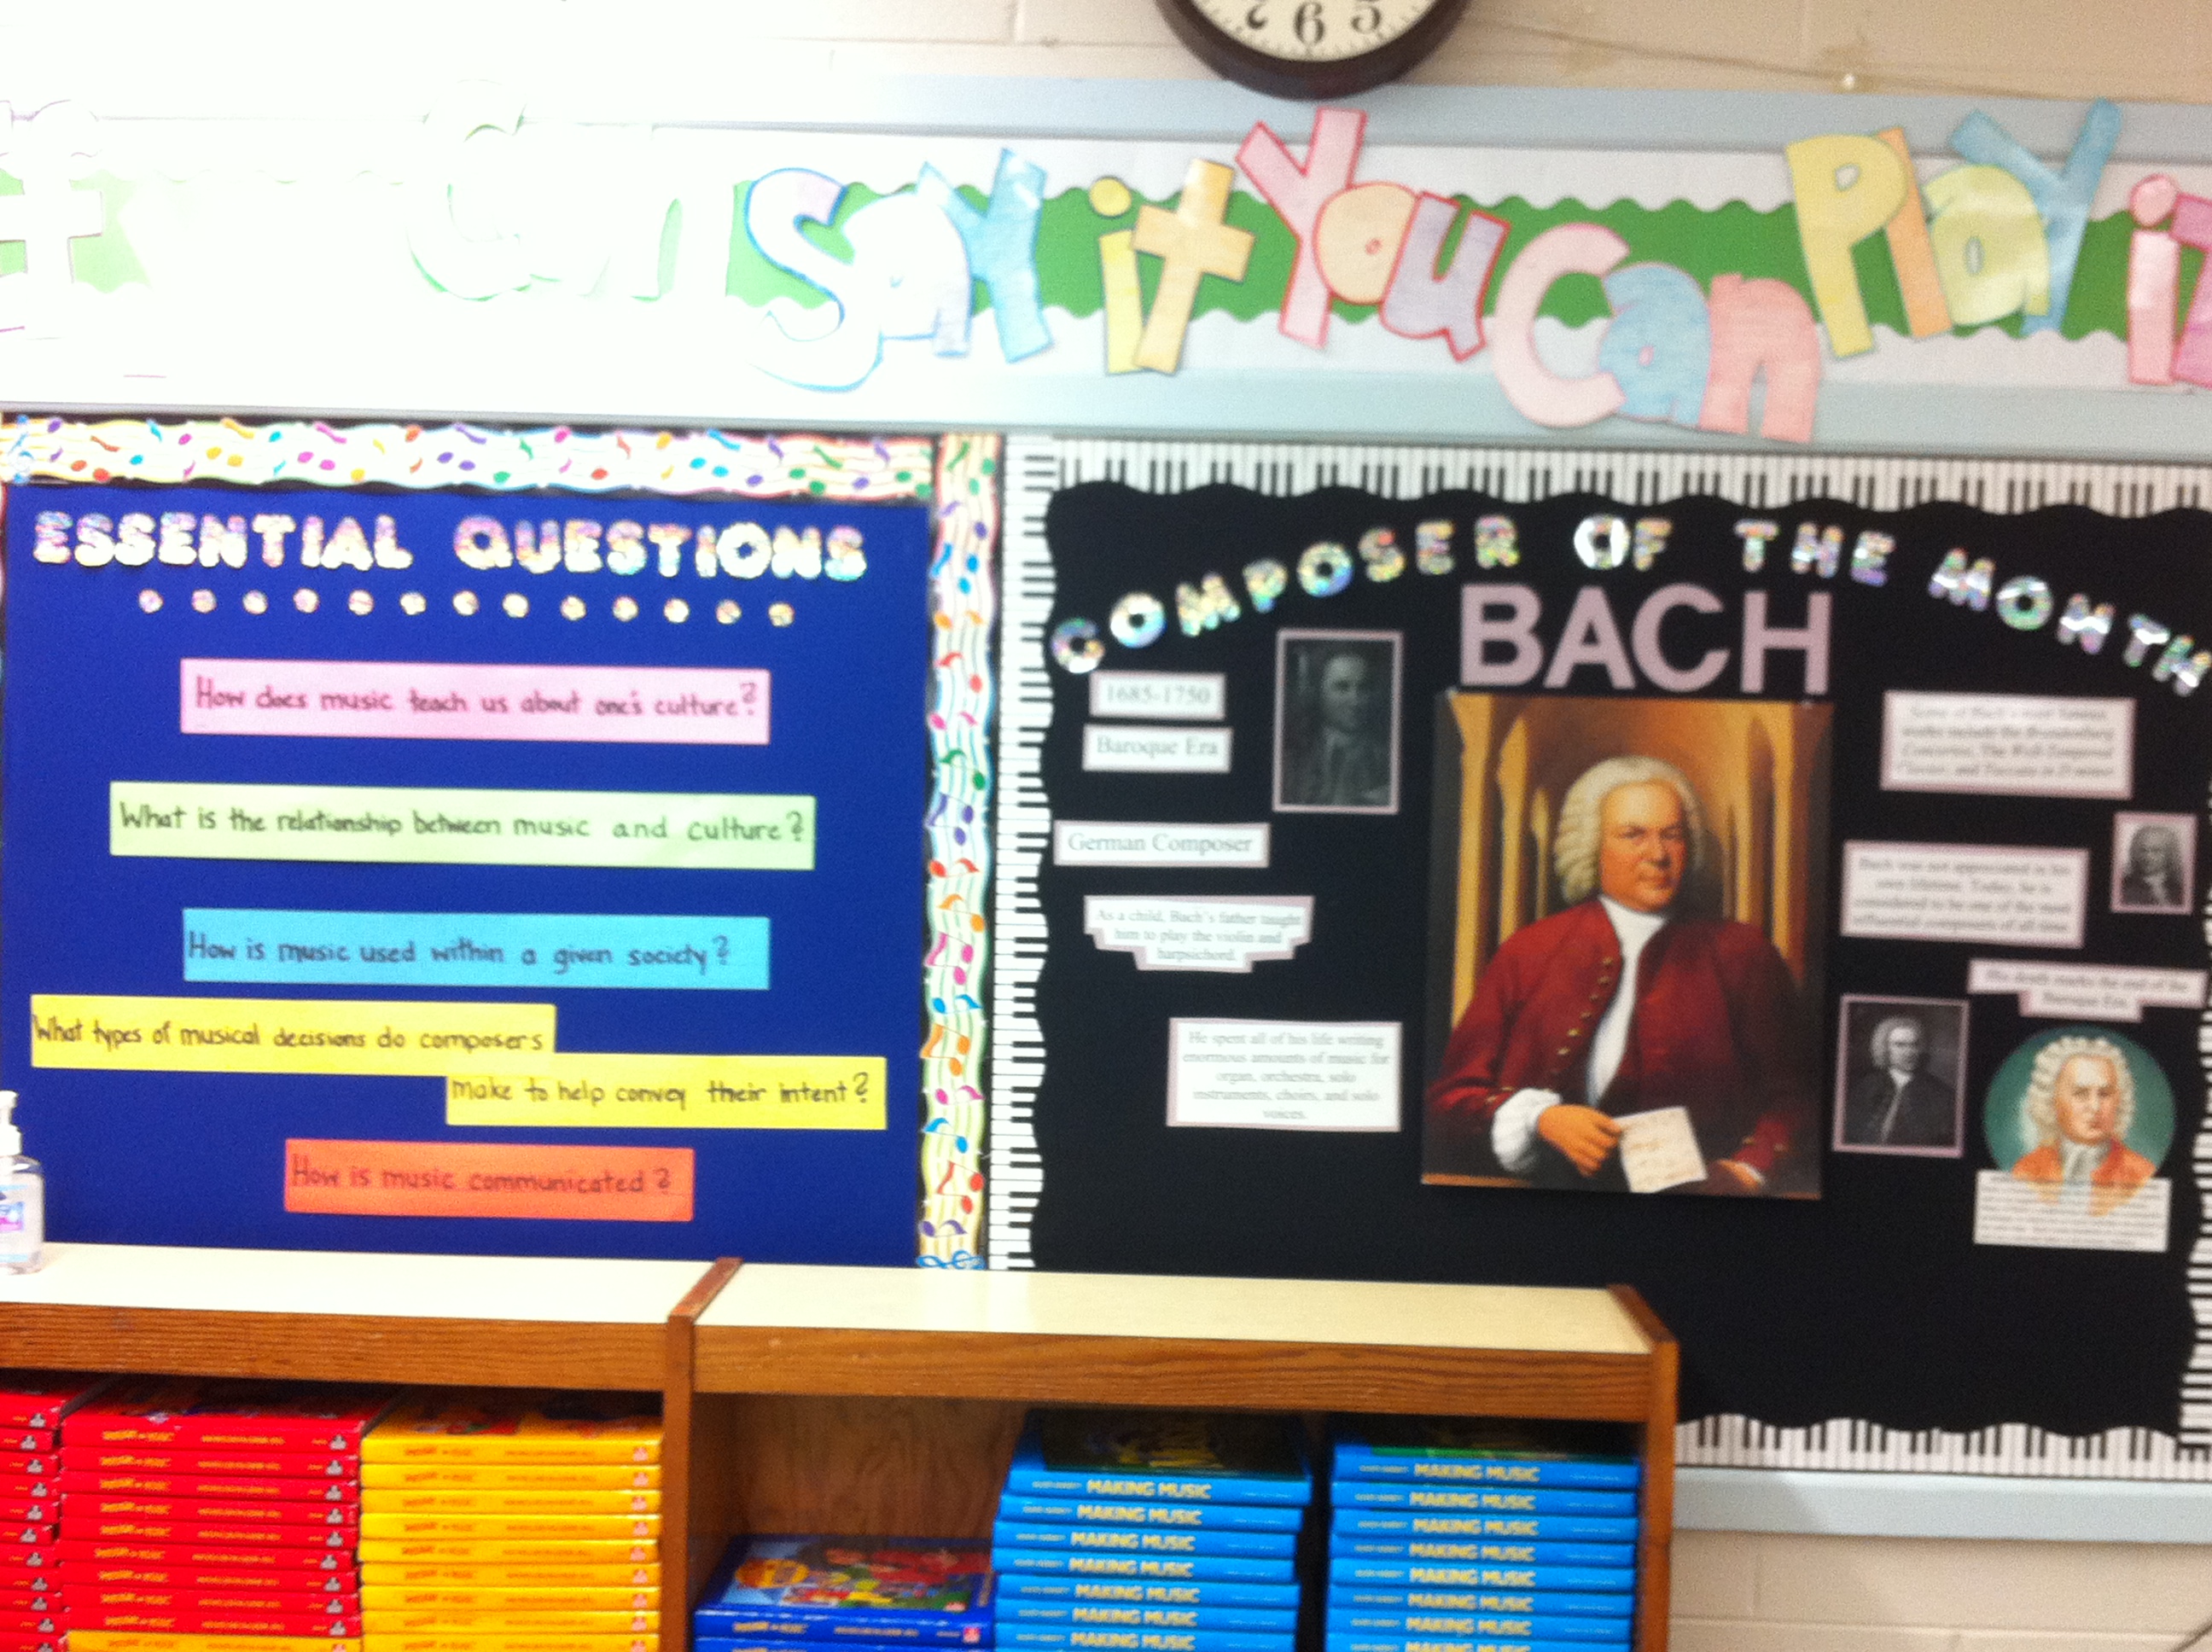 7 6 5
f Can Say it You Can Play it
ESSENTIAL QUESTIONS
How does music teach us about one's culture?
What is the relationship between music and culture?
How is music used within a given society?
What types of musical decisions do composers
make to help convey their intent?
How is music communicated?
COMPOSER OF THE MONTH
BACH
1685-1750
Baroque Era
German Composer
As a child, Bach's father taught
him to play the violin and
harpsichord.
He spent all of his life writing
enormous amounts of music for
organ, orchestra, solo
instruments, choirs, and solo
voices.
Some of Bach's most famous
works include the Brandenburg
Concertos, The Well-Tempered
Clavier, and Toccata in D minor.
Bach was not appreciated in his
own lifetime. Today, he is
considered to be one of the most
influential composers of all time.
His death marks the end of the
Baroque Era.
MAKING MUSIC
MAKING MUSIC
MAKING MUSIC
MAKING MUSIC
MAKING MUSIC
MAKING MUSIC
MAKING MUSIC
MAKING MUSIC
MAKING MUSIC
MAKING MUSIC
MAKING MUSIC
MAKING MUSIC
MAKING MUSIC
MAKING MUSIC